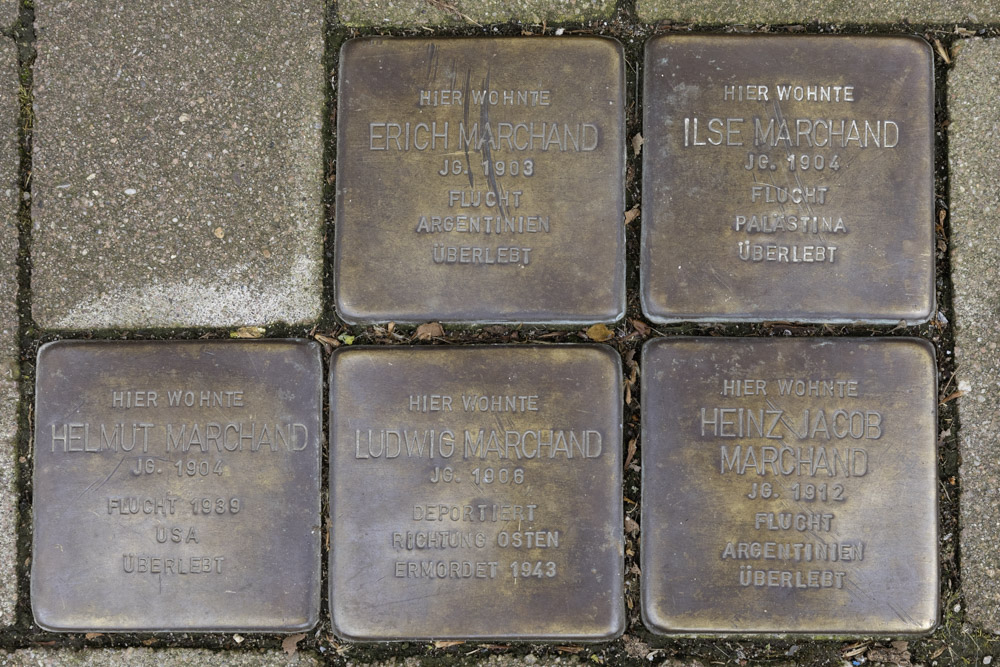 HIER WOHNTE
ERICH MARCHAND
JG. 1903
FLUCHT
ARGENTINIEN
ÜBERLEBT
HIER WOHNTE
ILSE MARCHAND
JG. 1904
FLUCHT
PALÄSTINA
ÜBERLEBT
HIER WOHNTE
HELMUT MARCHAND
JG. 1904
FLUCHT 1939
USA
ÜBERLEBT
HIER WOHNTE
LUDWIG MARCHAND
JG. 1906
DEPORTIERT
RICHTUNG OSTEN
ERMORDET 1943
HIER WOHNTE
HEINZ JACOB
MARCHAND
JG. 1912
FLUCHT
ARGENTINIEN
ÜBERLEBT